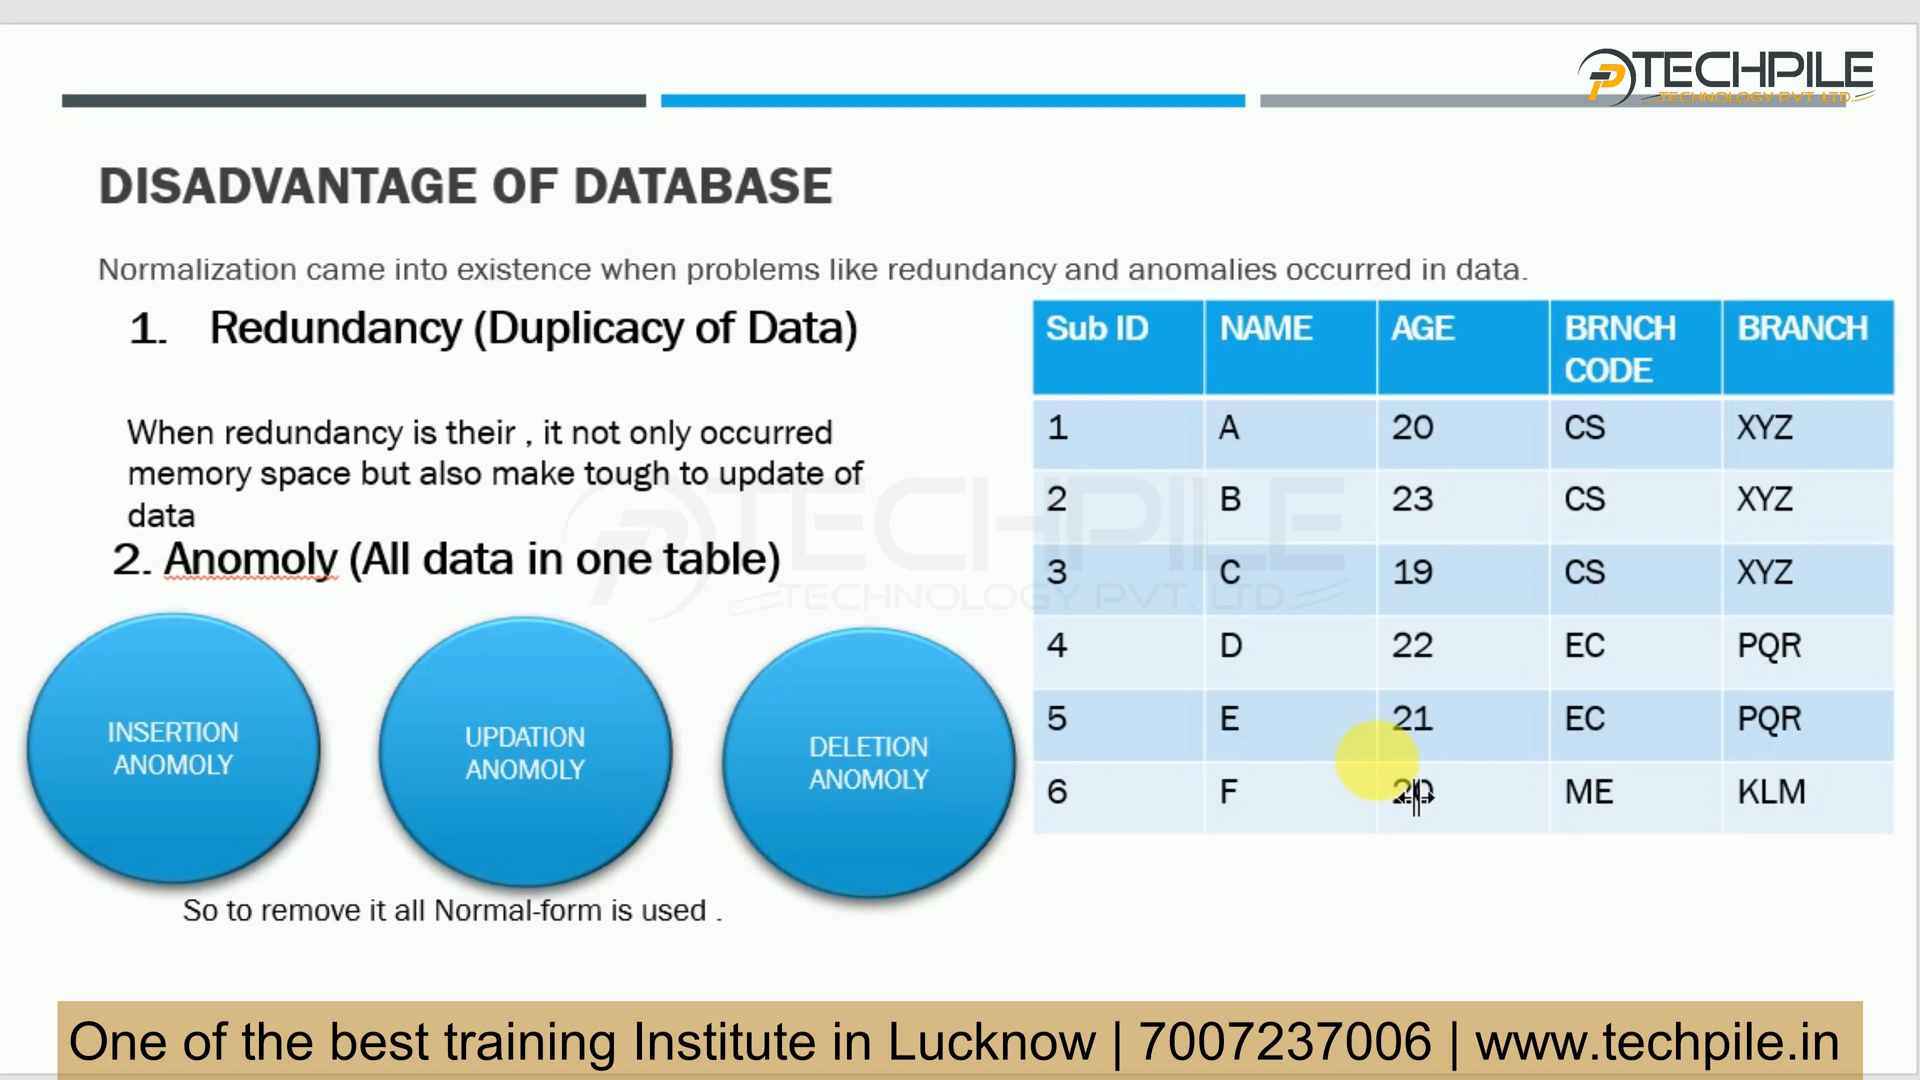 TECHPILE
TECHNOLOGY PVT. LTD.
DISADVANTAGE OF DATABASE
Normalization came into existence when problems like redundancy and anomalies occurred in data.
1. Redundancy (Duplicacy of Data)
When redundancy is their , it not only occurred
memory space but also make tough to update of
data
2. Anomoly (All data in one table)
INSERTION
ANOMOLY
UPDATION
ANOMOLY
DELETION
ANOMOLY
So to remove it all Normal-form is used .
Sub ID NAME AGE BRNCH CODE BRANCH
1 A 20 CS XYZ
2 B 23 CS XYZ
3 C 19 CS XYZ
4 D 22 EC PQR
5 E 21 EC PQR
6 F 20 ME KLM
TECHPILE
TECHNOLOGY PVT. LTD.
One of the best training Institute in Lucknow | 7007237006 | www.techpile.in